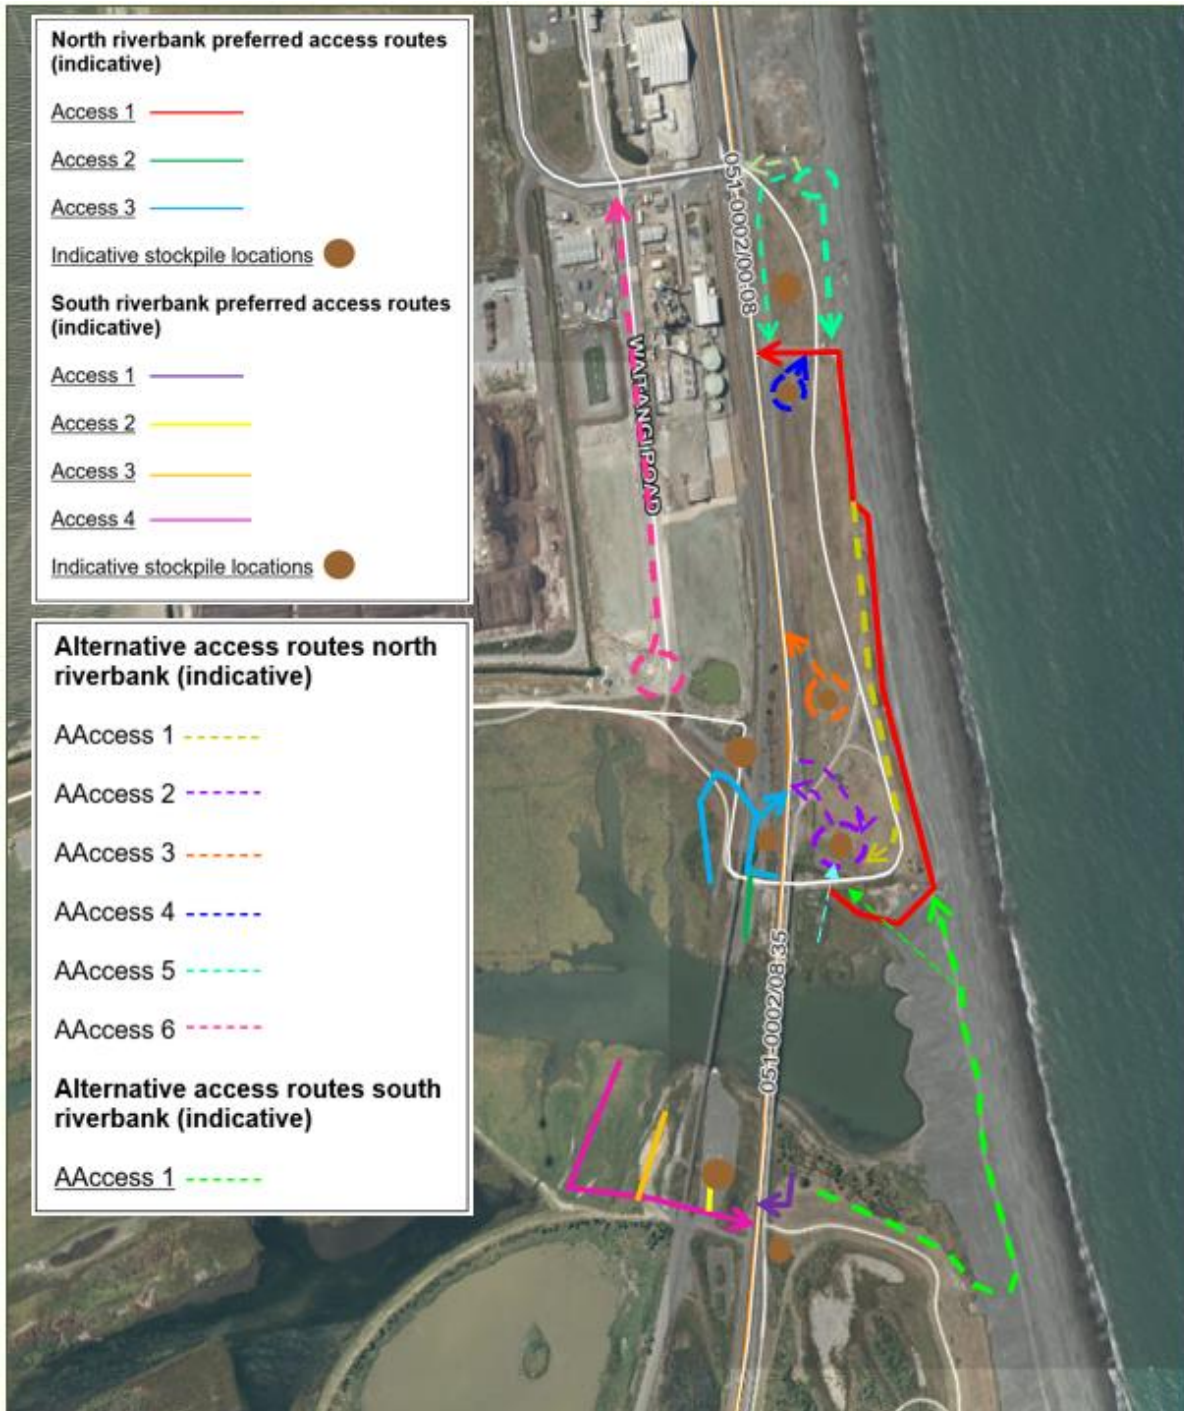 North riverbank preferred access routes
(indicative)
Access 1
Access 2
Access 3
Indicative stockpile locations
South riverbank preferred access routes
(indicative)
Access 1
Access 2
Access 3
Access 4
Indicative stockpile locations
Alternative access routes north
riverbank (indicative)
AAccess 1
AAccess 2
AAccess 3
AAccess 4
AAccess 5
AAccess 6
Alternative access routes south
riverbank (indicative)
AAccess 1
051-0002/00-08
WAITANGI ROAD
051-0002/08.35